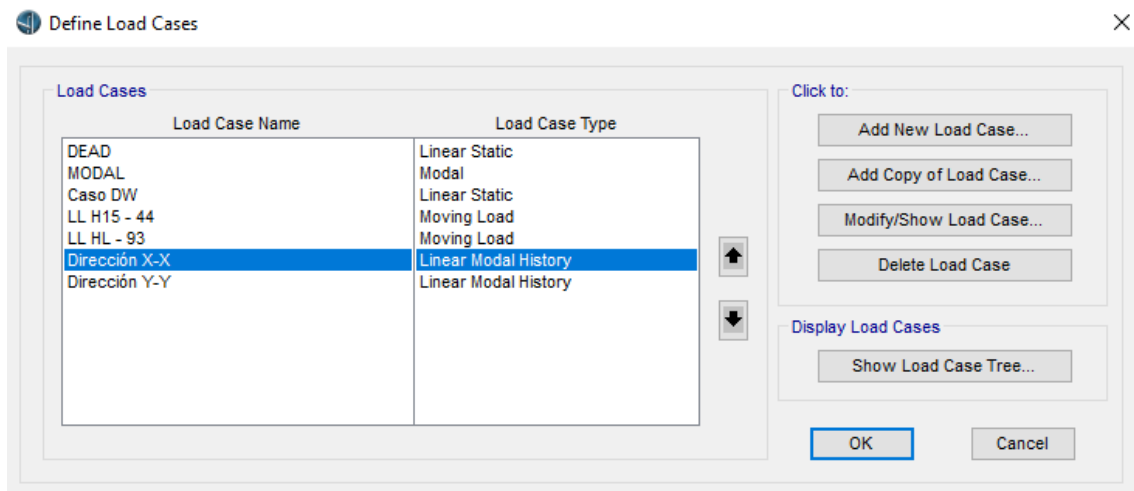 Define Load Cases
Load Cases
Load Case Name Load Case Type
DEAD Linear Static
MODAL Modal
Caso DW Linear Static
LL H15 - 44 Moving Load
LL HL - 93 Moving Load
Dirección X-X Linear Modal History
Dirección Y-Y Linear Modal History
Click to:
Add New Load Case...
Add Copy of Load Case...
Modify/Show Load Case...
Delete Load Case
Display Load Cases
Show Load Case Tree...
OK Cancel